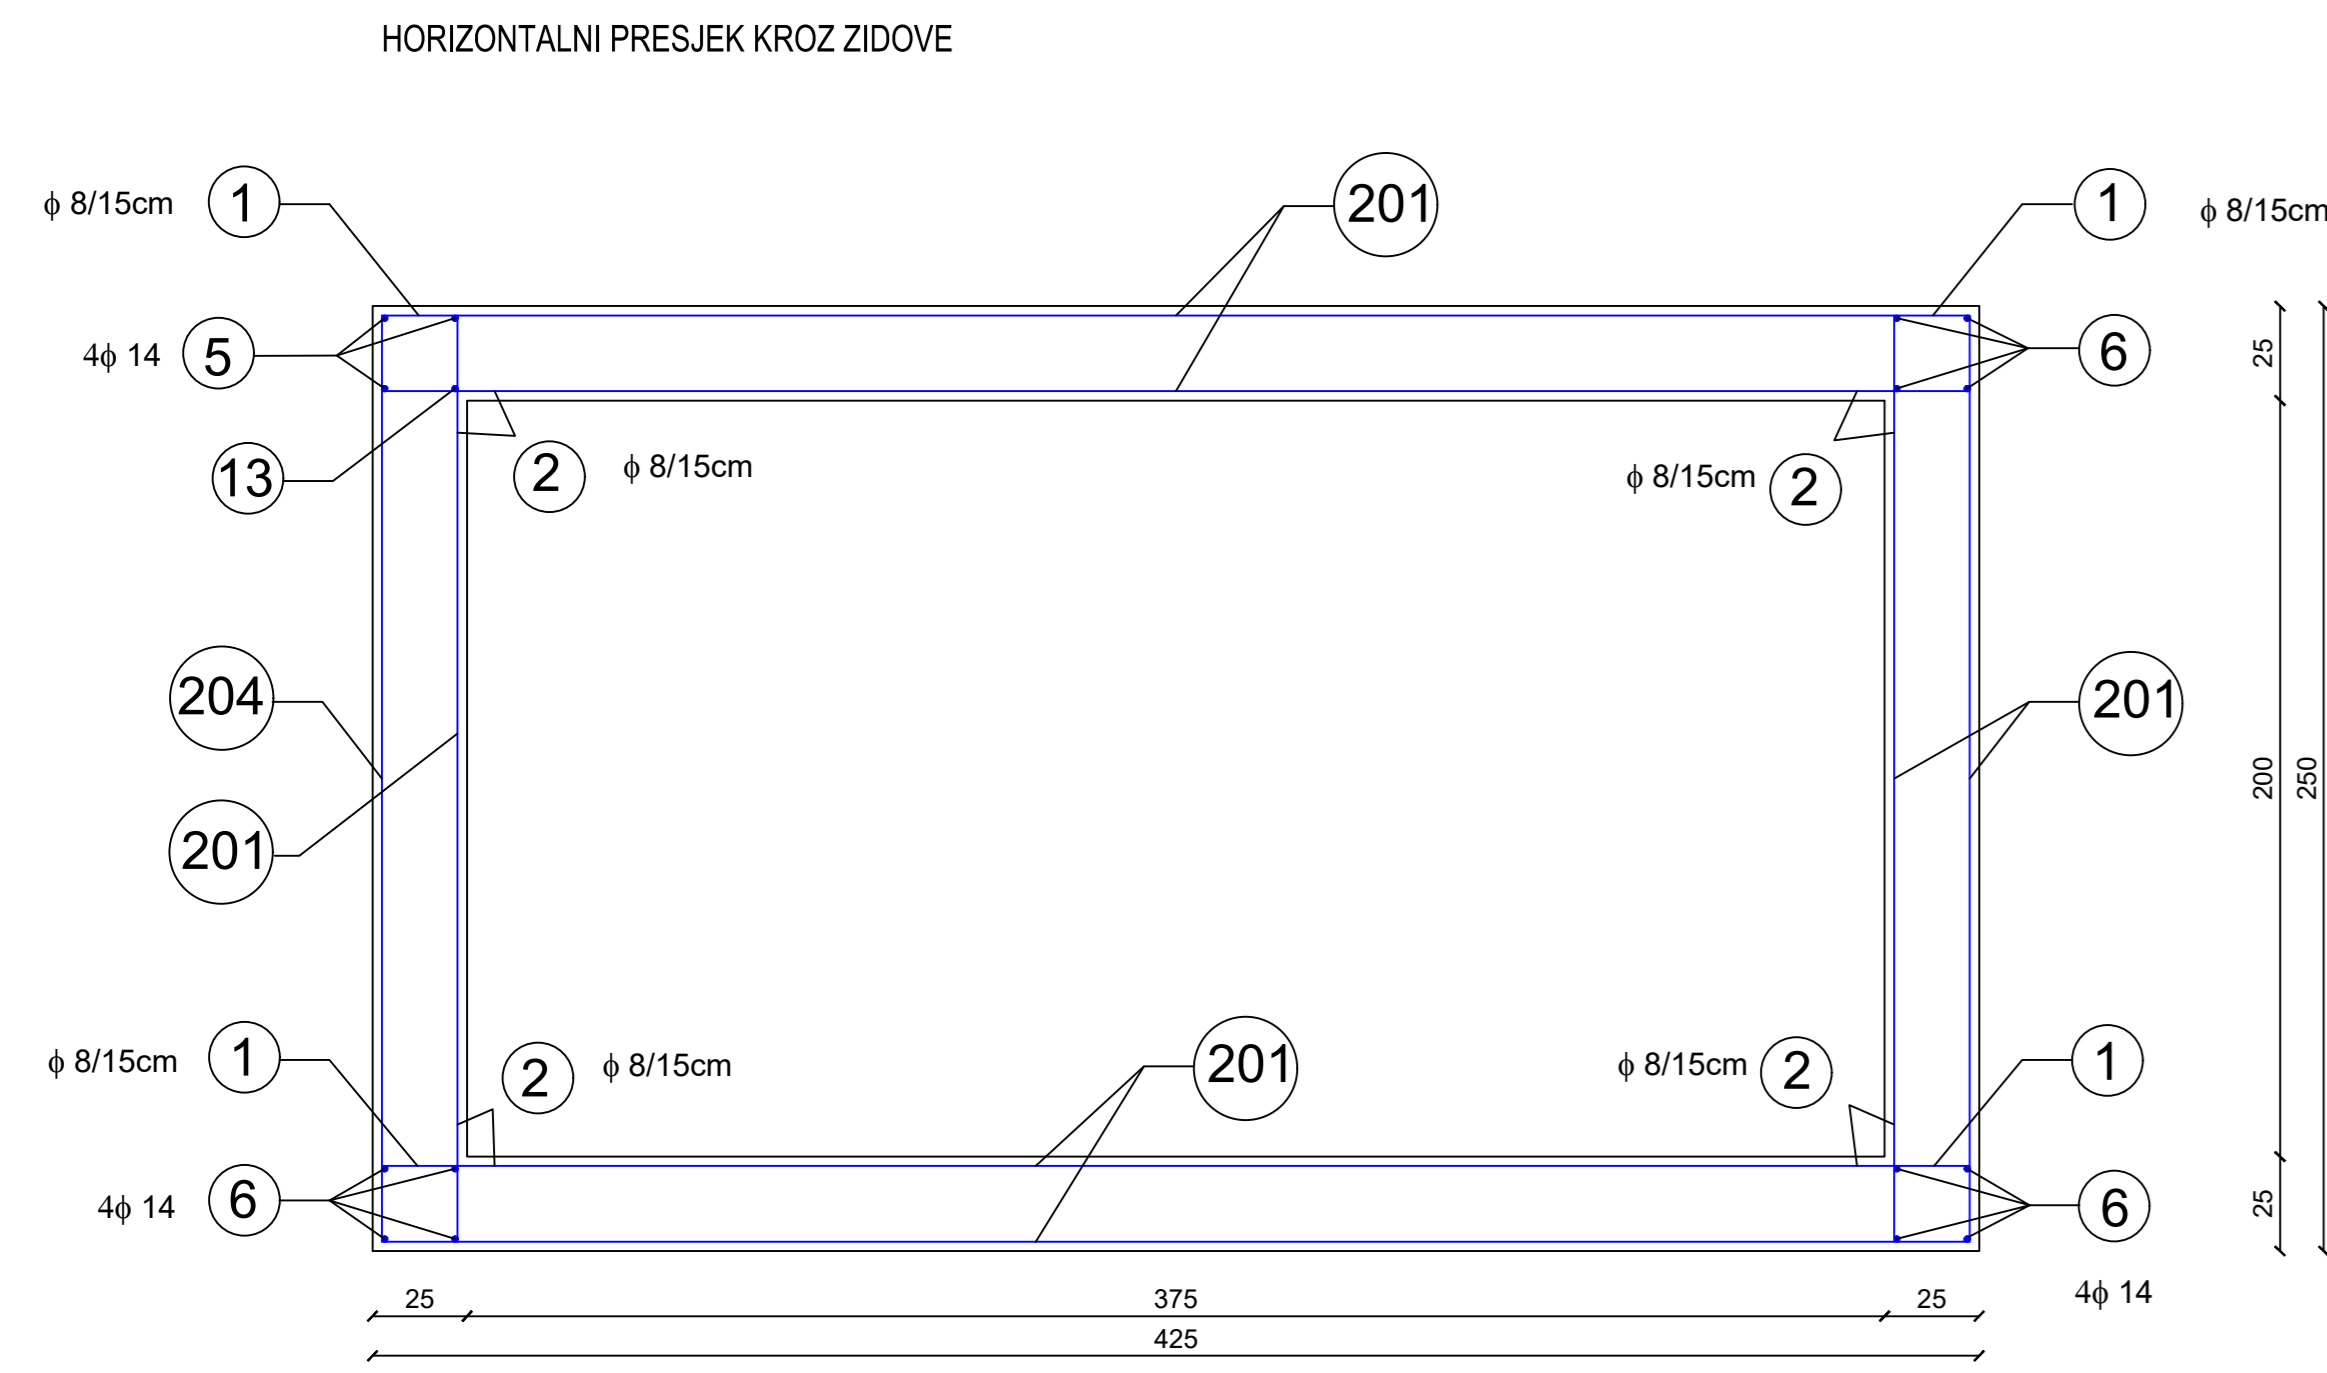 HORIZONTALNI PRESJEK KROZ ZIDOVE
ϕ 8/15cm 1
201
1 ϕ 8/15cm
4ϕ 14 5
6
25
13
2 ϕ 8/15cm
ϕ 8/15cm 2
204
201
200
250
201
ϕ 8/15cm 1
2 ϕ 8/15cm
201
ϕ 8/15cm 2
1
4ϕ 14 6
6
25
4ϕ 14
25
375
25
425